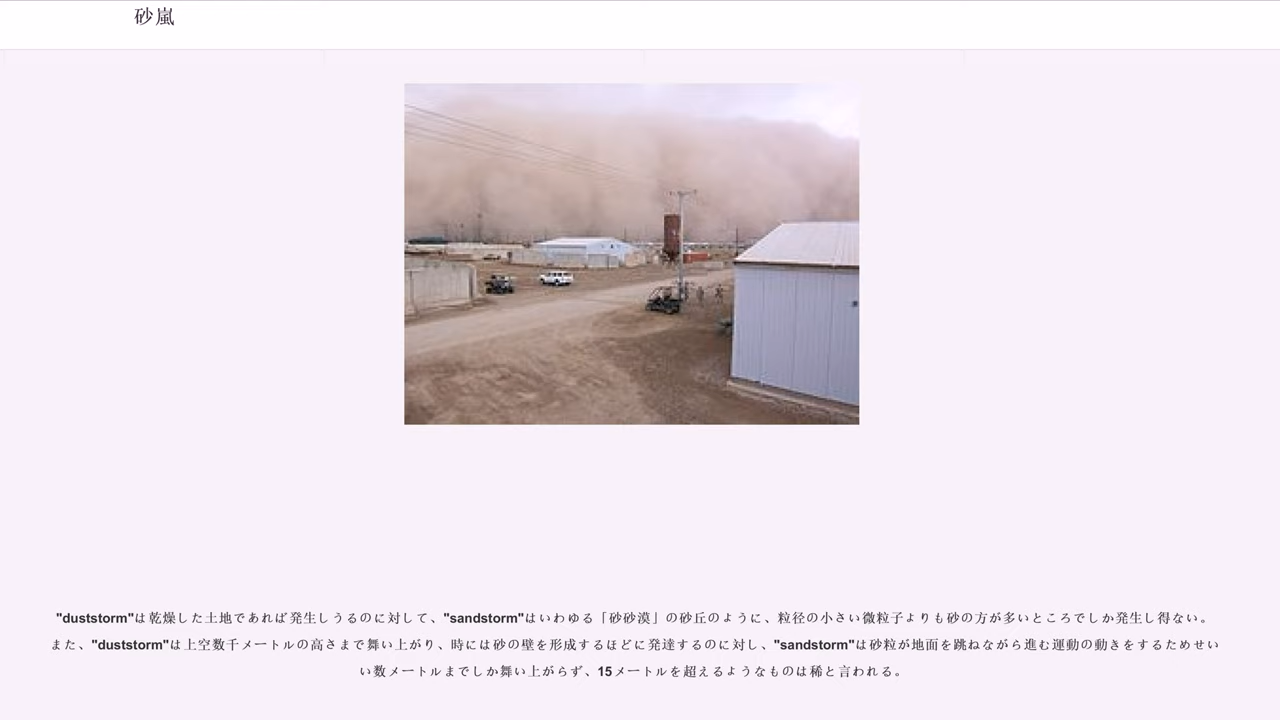 砂嵐
"duststorm"は乾燥した土地であれば発生しうるのに対して、"sandstorm"はいわゆる「砂砂漠」の砂丘のように、粒径の小さい微粒子よりも砂の方が多いところでしか発生し得ない。
また、"duststorm"は上空数千メートルの高さまで舞い上がり、時には砂の壁を形成するほどに発達するのに対し、"sandstorm"は砂粒が地面を跳ねながら進む運動の動きをするためせい
い数メートルまでしか舞い上がらず、15メートルを超えるようなものは稀と言われる。